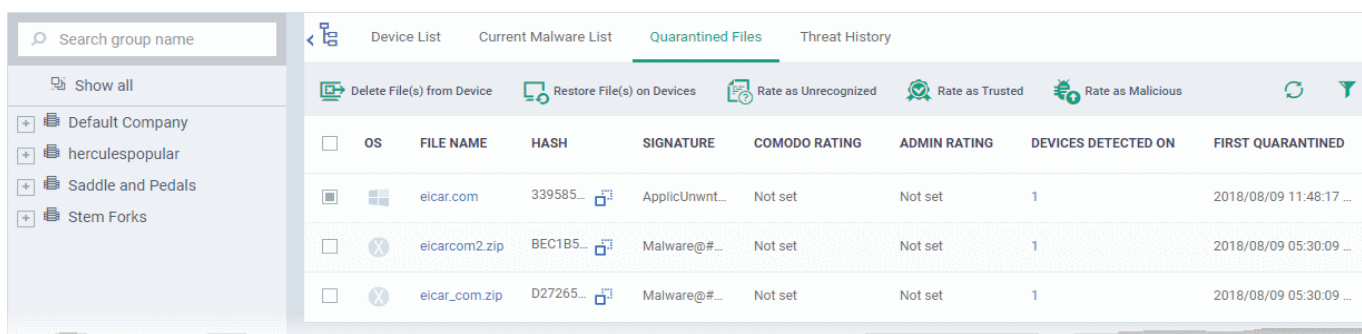 Search group name
Show all
Default Company
herculespopular
Saddle and Pedals
Stem Forks
Device List Current Malware List Quarantined Files Threat History
Delete File(s) from Device Restore File(s) on Devices Rate as Unrecognized Rate as Trusted Rate as Malicious
OS FILE NAME HASH SIGNATURE COMODO RATING ADMIN RATING DEVICES DETECTED ON FIRST QUARANTINED
eicar.com 339585... ApplicUnwnt... Not set Not set 1 2018/08/09 11:48:17 ...
eicarcom2.zip BEC1B5... Malware@#... Not set Not set 1 2018/08/09 05:30:09 ...
eicar_com.zip D27265... Malware@#... Not set Not set 1 2018/08/09 05:30:09 ...